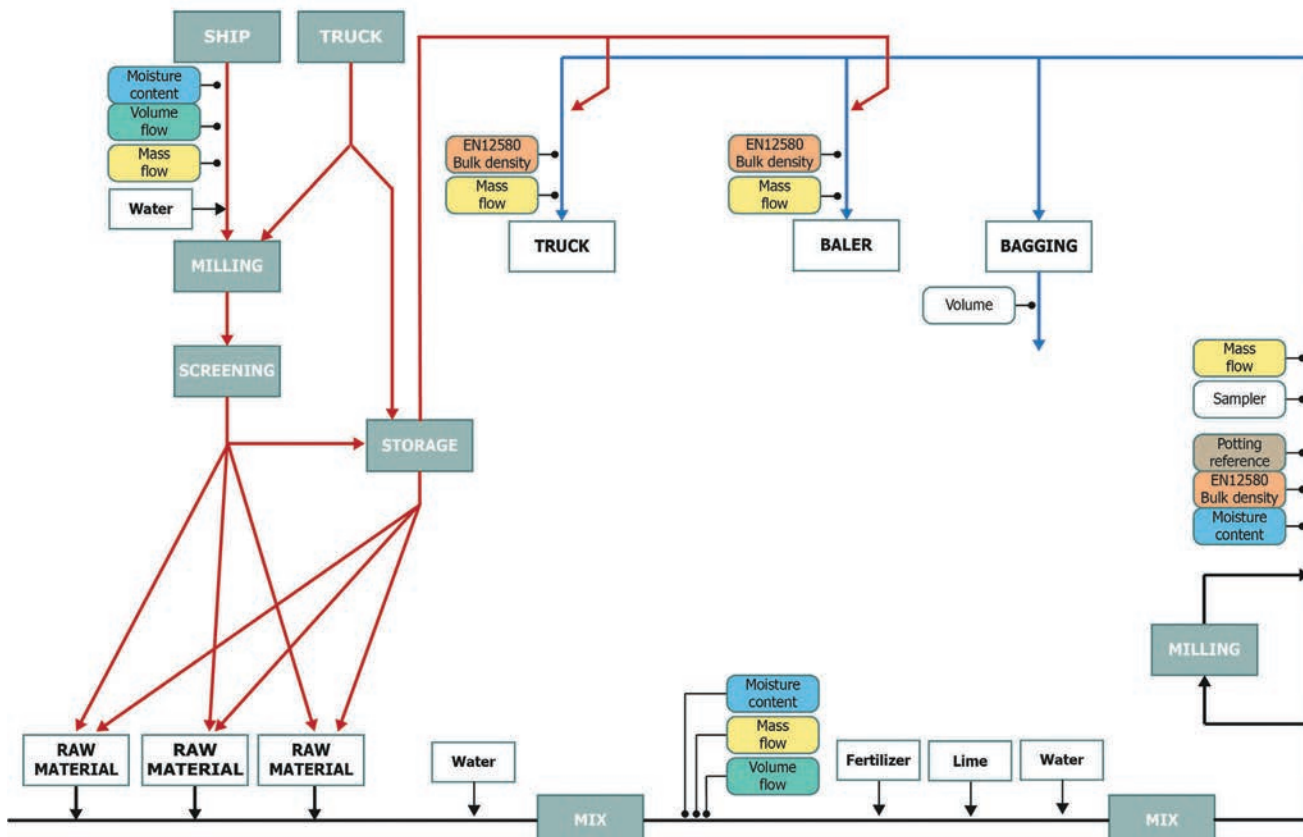 SHIP
TRUCK
Moisture
content
Volume
flow
Mass
flow
Water
EN12580
Bulk density
Mass
flow
EN12580
Bulk density
Mass
flow
TRUCK
BALER
BAGGING
MILLING
Volume
SCREENING
Mass
flow
Sampler
STORAGE
Potting
reference
EN12580
Bulk density
Moisture
content
MILLING
Moisture
content
Mass
flow
Volume
flow
RAW
MATERIAL
RAW
MATERIAL
RAW
MATERIAL
Water
Fertilizer
Lime
Water
MIX
MIX